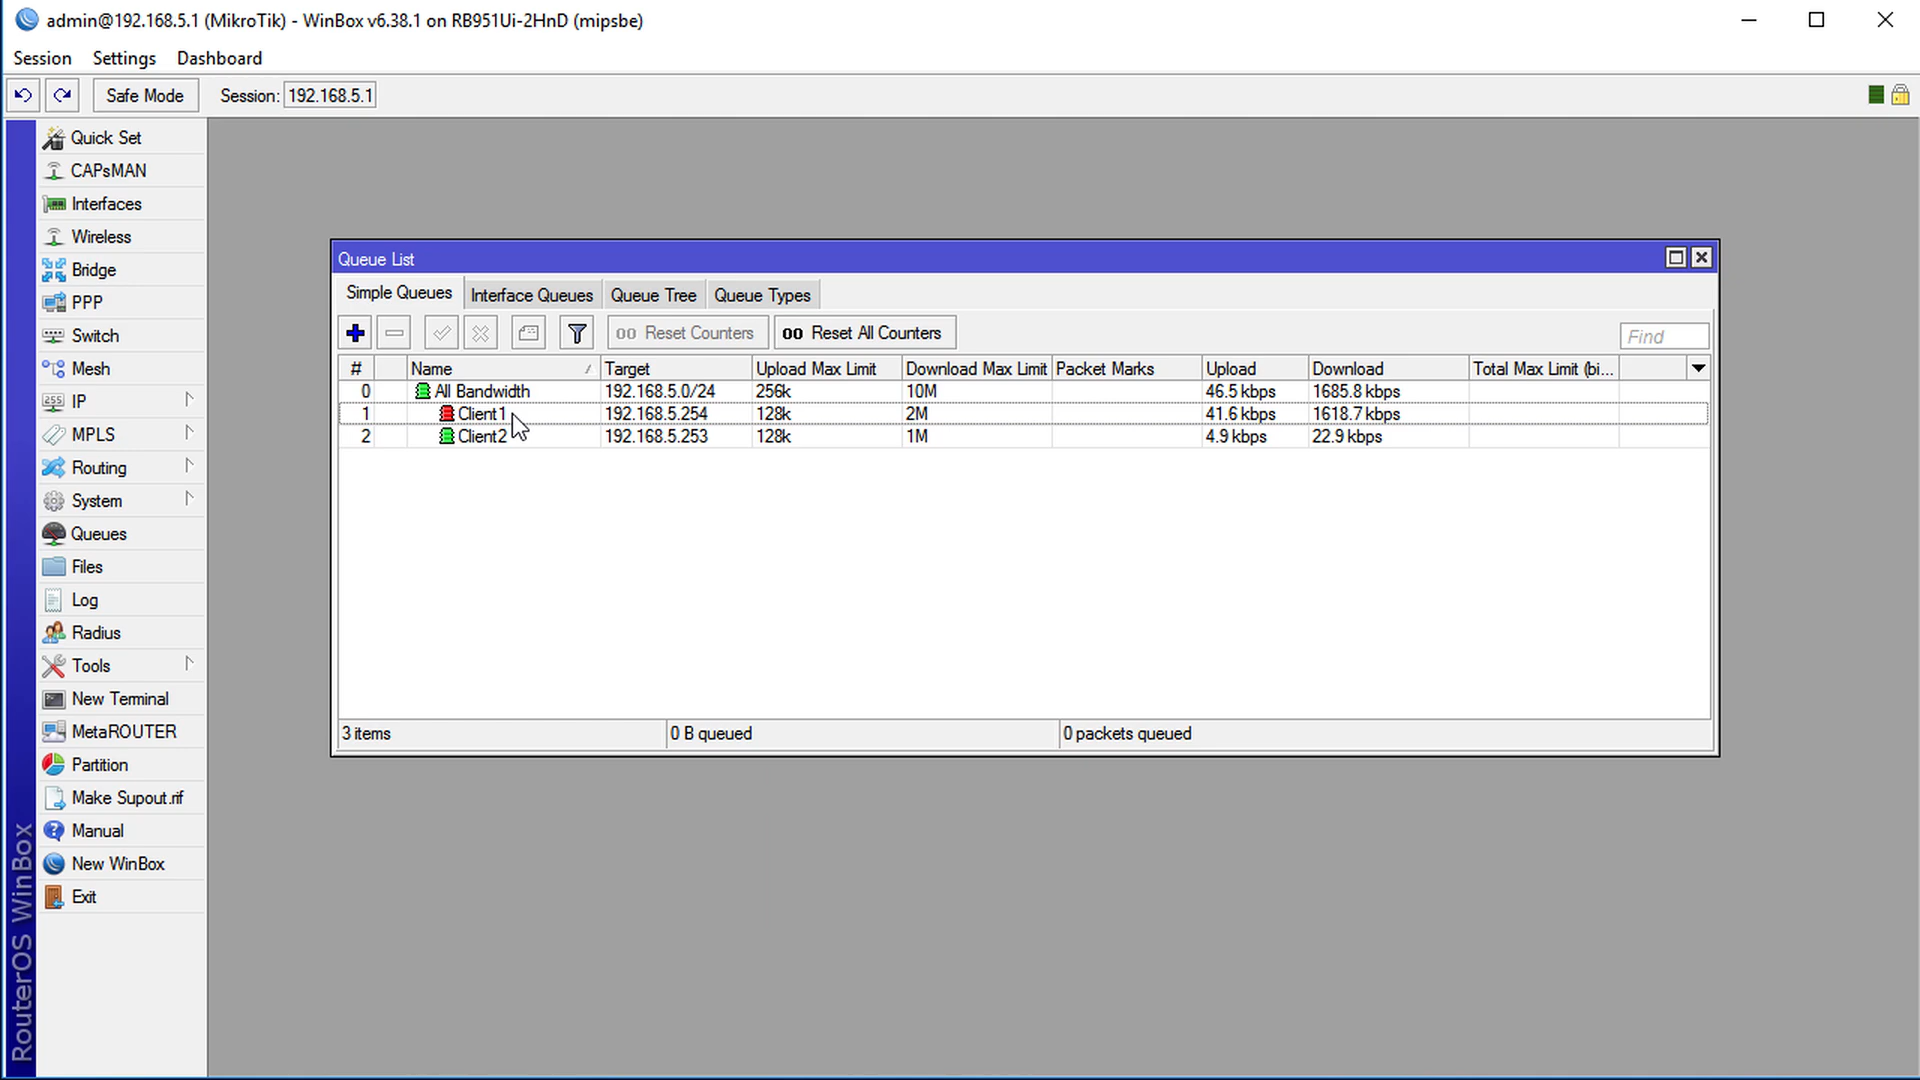 admin@192.168.5.1 (MikroTik) - WinBox v6.38.1 on RB951Ui-2HnD (mipsbe)
Session Settings Dashboard
Safe Mode Session: 192.168.5.1
Quick Set
CAPsMAN
Interfaces
Wireless
Bridge
PPP
Switch
Mesh
IP
MPLS
Routing
System
Queues
Files
Log
Radius
Tools
New Terminal
MetaROUTER
Partition
Make Supout.rif
Manual
New WinBox
Exit
RouterOS WinBox
Queue List
Simple Queues Interface Queues Queue Tree Queue Types
00 Reset Counters 00 Reset All Counters Find
# Name Target Upload Max Limit Download Max Limit Packet Marks Upload Download Total Max Limit (bi...
0 All Bandwidth 192.168.5.0/24 256k 10M 46.5 kbps 1685.8 kbps
1 Client1 192.168.5.254 128k 2M 41.6 kbps 1618.7 kbps
2 Client2 192.168.5.253 128k 1M 4.9 kbps 22.9 kbps
3 items 0 B queued 0 packets queued